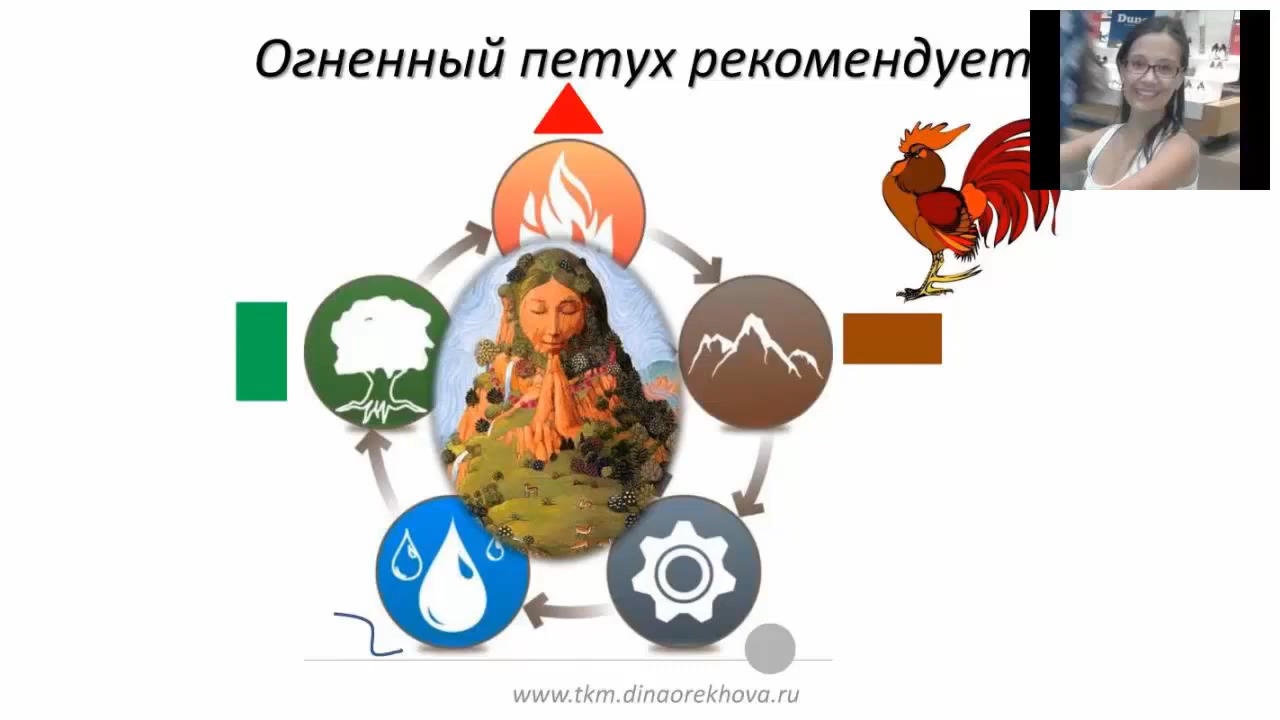 Огненный петух рекомендует
www.tkm.dinaorekhova.ru